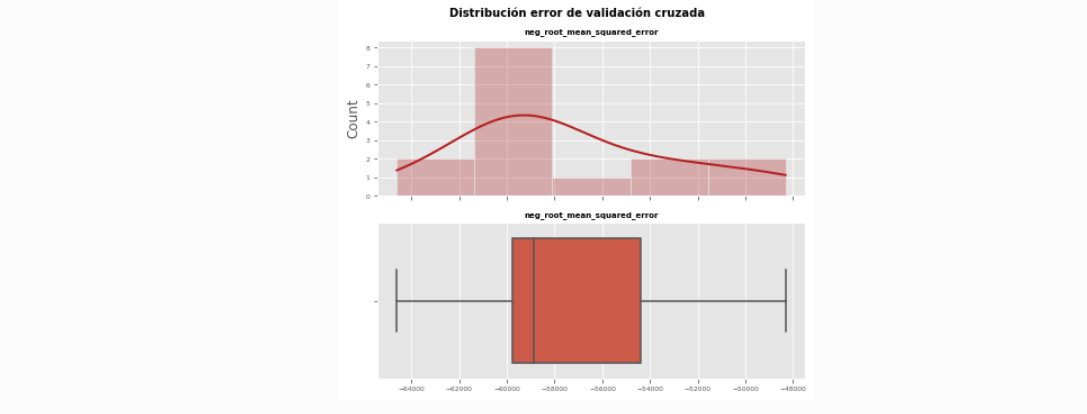 Distribución error de validación cruzada
neg_root_mean_squared_error
8
7
6
5
4
3
2
1
0
Count
neg_root_mean_squared_error
−64000 −62000 −60000 −58000 −56000 −54000 −52000 −50000 −48000